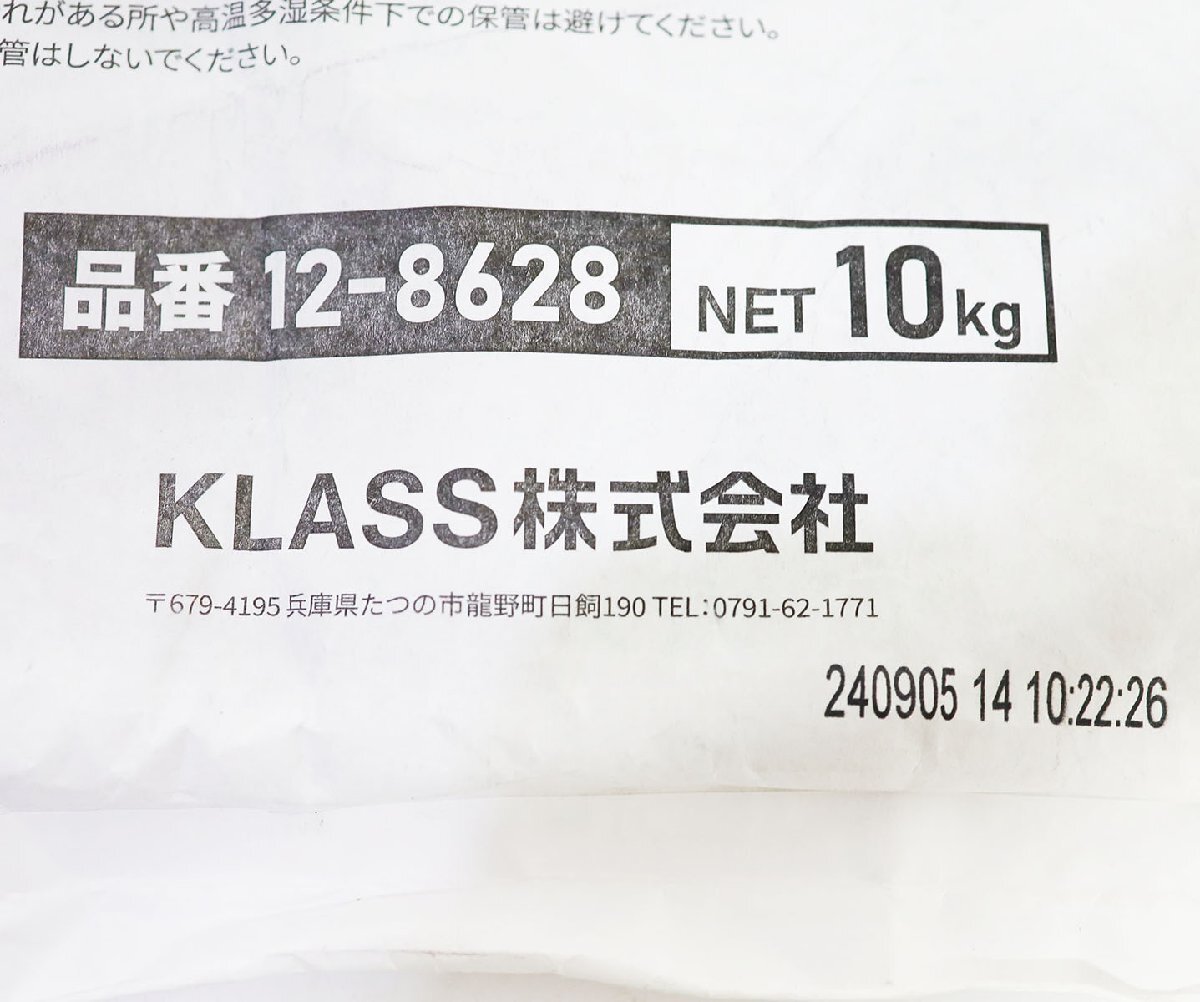 れがある所や高温多湿条件下での保管は避けてください。
管はしないでください。
品番 12-8628 NET 10kg
KLASS株式会社
〒679-4195 兵庫県たつの市龍野町日飼190 TEL：0791-62-1771
240905 14 10:22:26